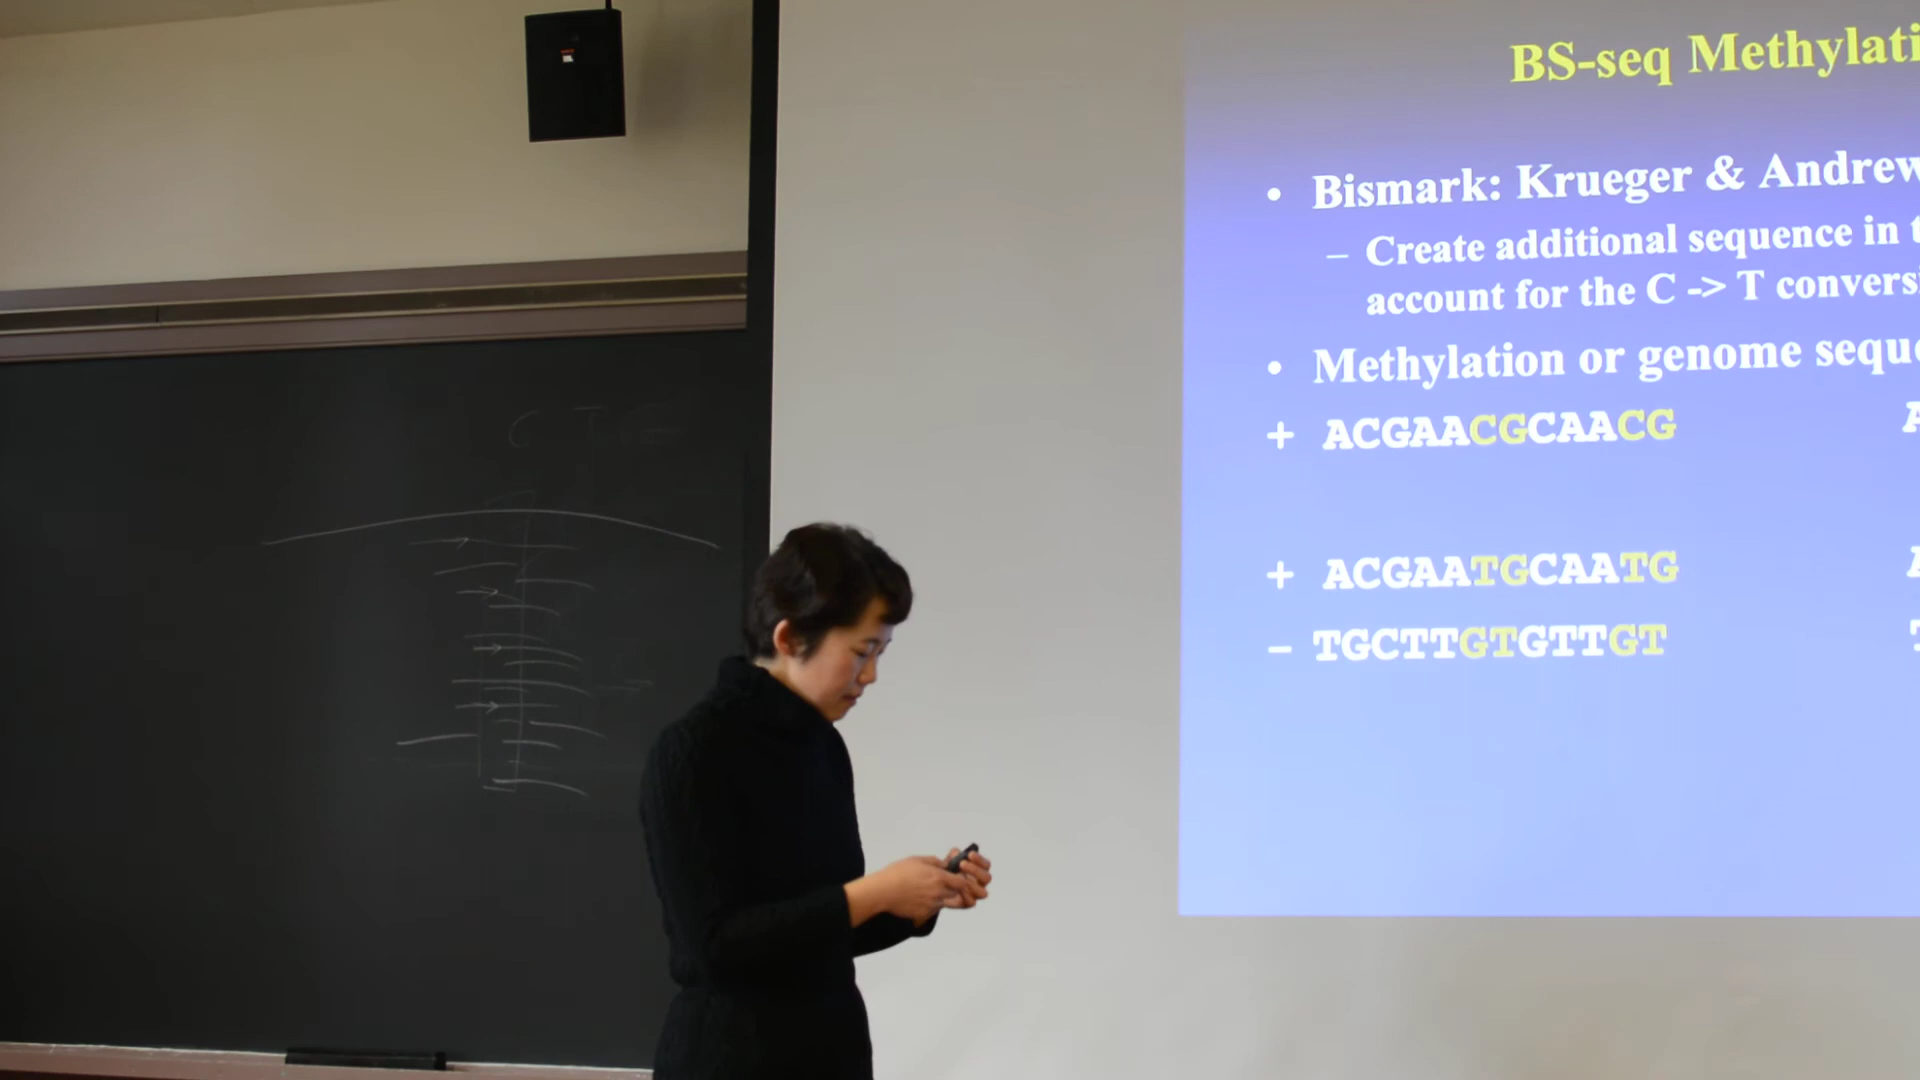 C T G
BS-seq Methylati
• Bismark: Krueger & Andrew
– Create additional sequence in t
account for the C -> T conversi
• Methylation or genome seque
+ ACGAACGCAACG
+ ACGAATGCAATG
– TGCTTGTGTTGT